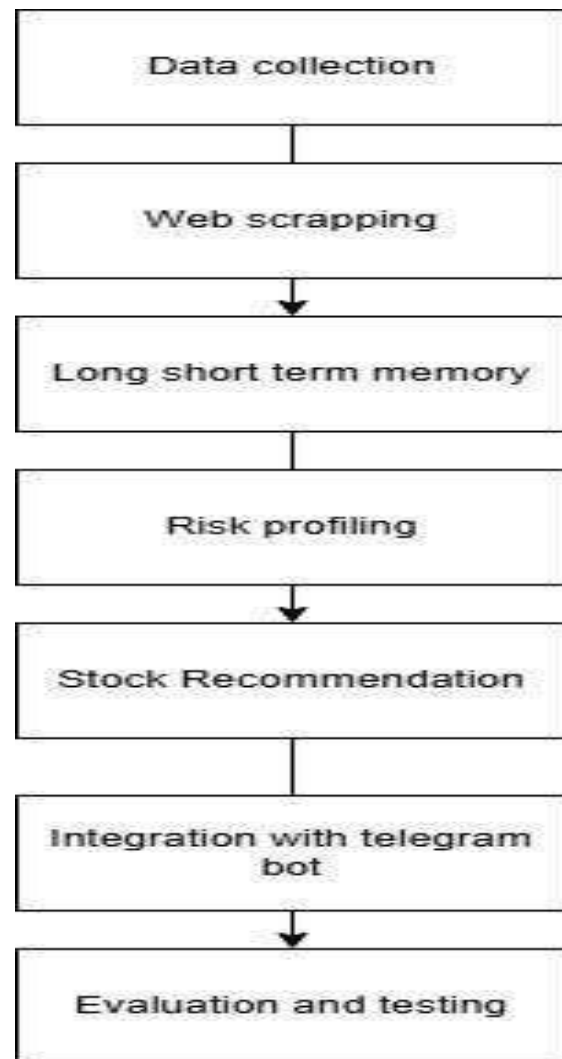 Data collection
Web scrapping
Long short term memory
Risk profiling
Stock Recommendation
Integration with telegram
bot
Evaluation and testing